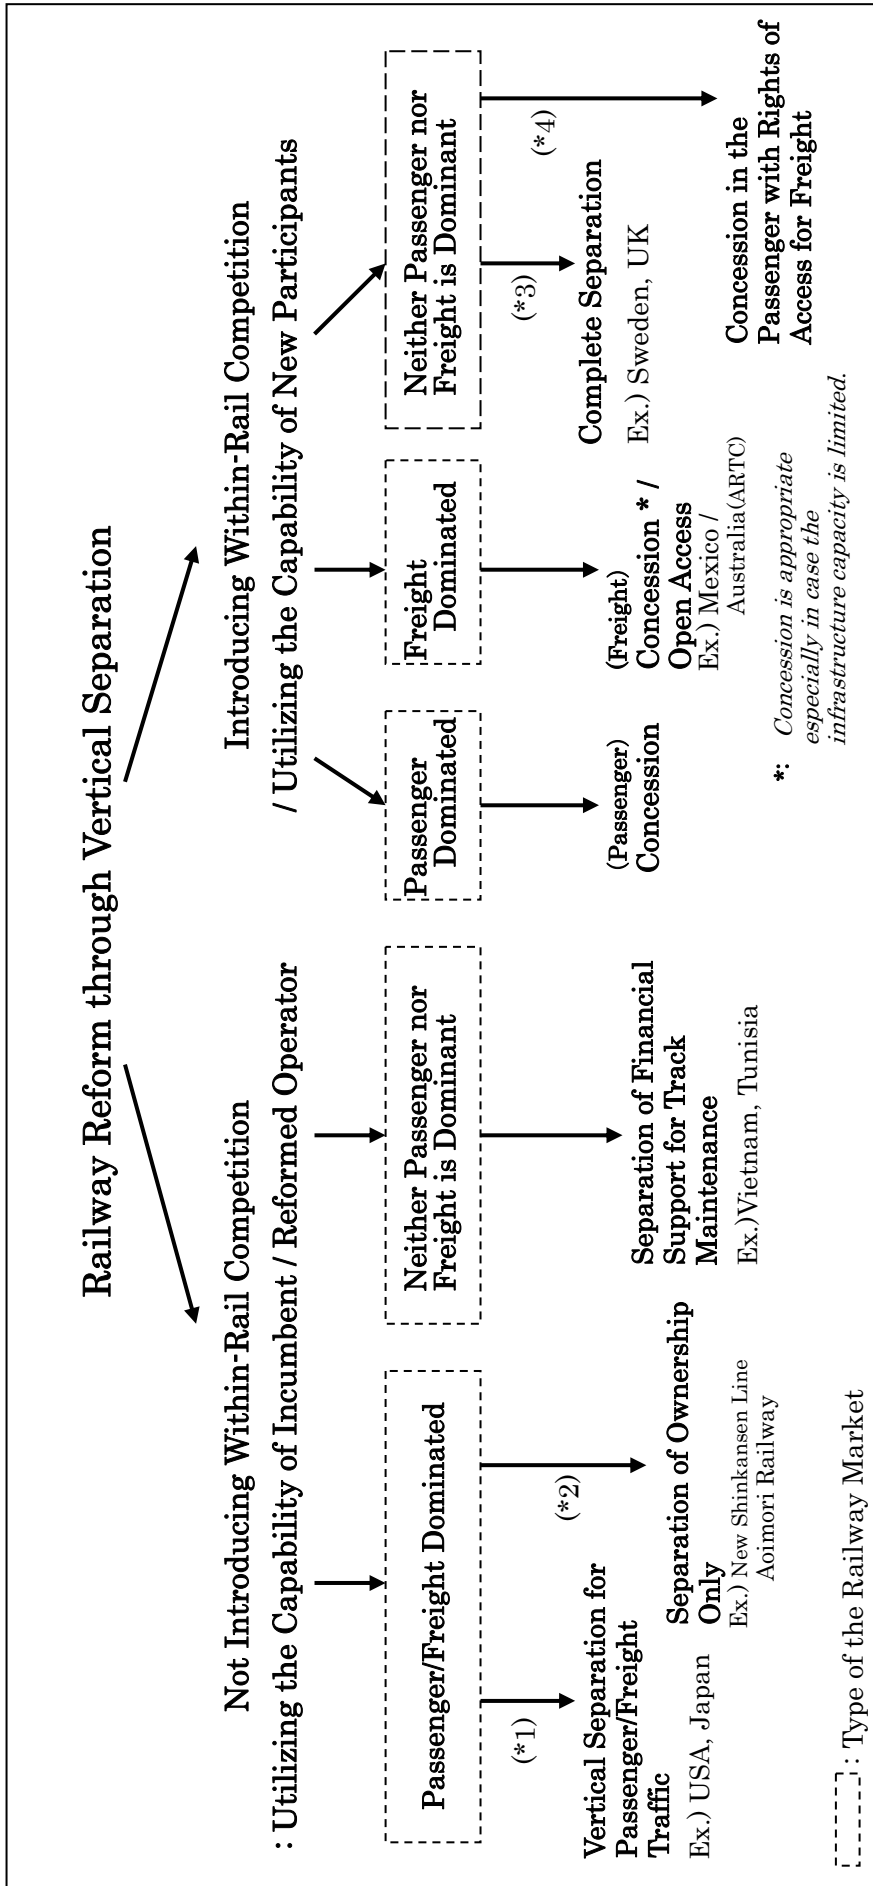 Railway Reform through Vertical Separation
Not Introducing Within-Rail Competition
: Utilizing the Capability of Incumbent / Reformed Operator
Introducing Within-Rail Competition
/ Utilizing the Capability of New Participants
Passenger/Freight Dominated
Neither Passenger nor
Freight is Dominant
Passenger
Dominated
Freight
Dominated
Neither Passenger nor
Freight is Dominant
(*1)
Vertical Separation for
Passenger/Freight
Traffic
Ex.) USA, Japan
(*2)
Separation of Ownership
Only
Ex.) New Shinkansen Line
Aoimori Railway
Separation of Financial
Support for Track
Maintenance
Ex.)Vietnam, Tunisia
(Passenger)
Concession
(Freight)
Concession * /
Open Access
Ex.) Mexico /
Australia(ARTC)
(*3)
Complete Separation
Ex.) Sweden, UK
(*4)
Concession in the
Passenger with Rights of
Access for Freight
*: Concession is appropriate
especially in case the
infrastructure capacity is limited.
: Type of the Railway Market